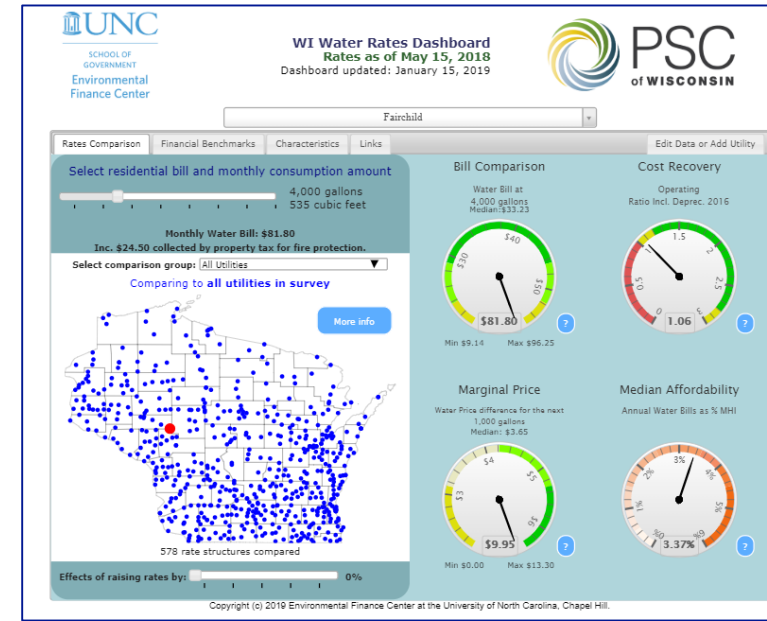 UNC
SCHOOL OF
GOVERNMENT
Environmental
Finance Center
WI Water Rates Dashboard
Rates as of May 15, 2018
Dashboard updated: January 15, 2019
PSC
of WISCONSIN
Fairchild
Rates Comparison Financial Benchmarks Characteristics Links Edit Data or Add Utility
Select residential bill and monthly consumption amount
4,000 gallons
535 cubic feet
Monthly Water Bill: $81.80
Inc. $24.50 collected by property tax for fire protection.
Select comparison group: All Utilities
Comparing to all utilities in survey
More info
578 rate structures compared
Effects of raising rates by: 0%
Bill Comparison
Water Bill at
4,000 gallons
Median:$33.23
$30 $40 $50
$81.80
?
Min $9.14 Max $96.25
Cost Recovery
Operating
Ratio Incl. Deprec. 2016
0 0.5 1 1.5 2 2.5 3
1.06
?
Marginal Price
Water Price difference for the next
1,000 gallons
Median: $3.65
$3 $4 $5 $6
$9.95
?
Min $0.00 Max $13.30
Median Affordability
Annual Water Bills as % MHI
0% 1% 2% 3% 4% 5% 6%
3.37%
?
Copyright (c) 2019 Environmental Finance Center at the University of North Carolina, Chapel Hill.